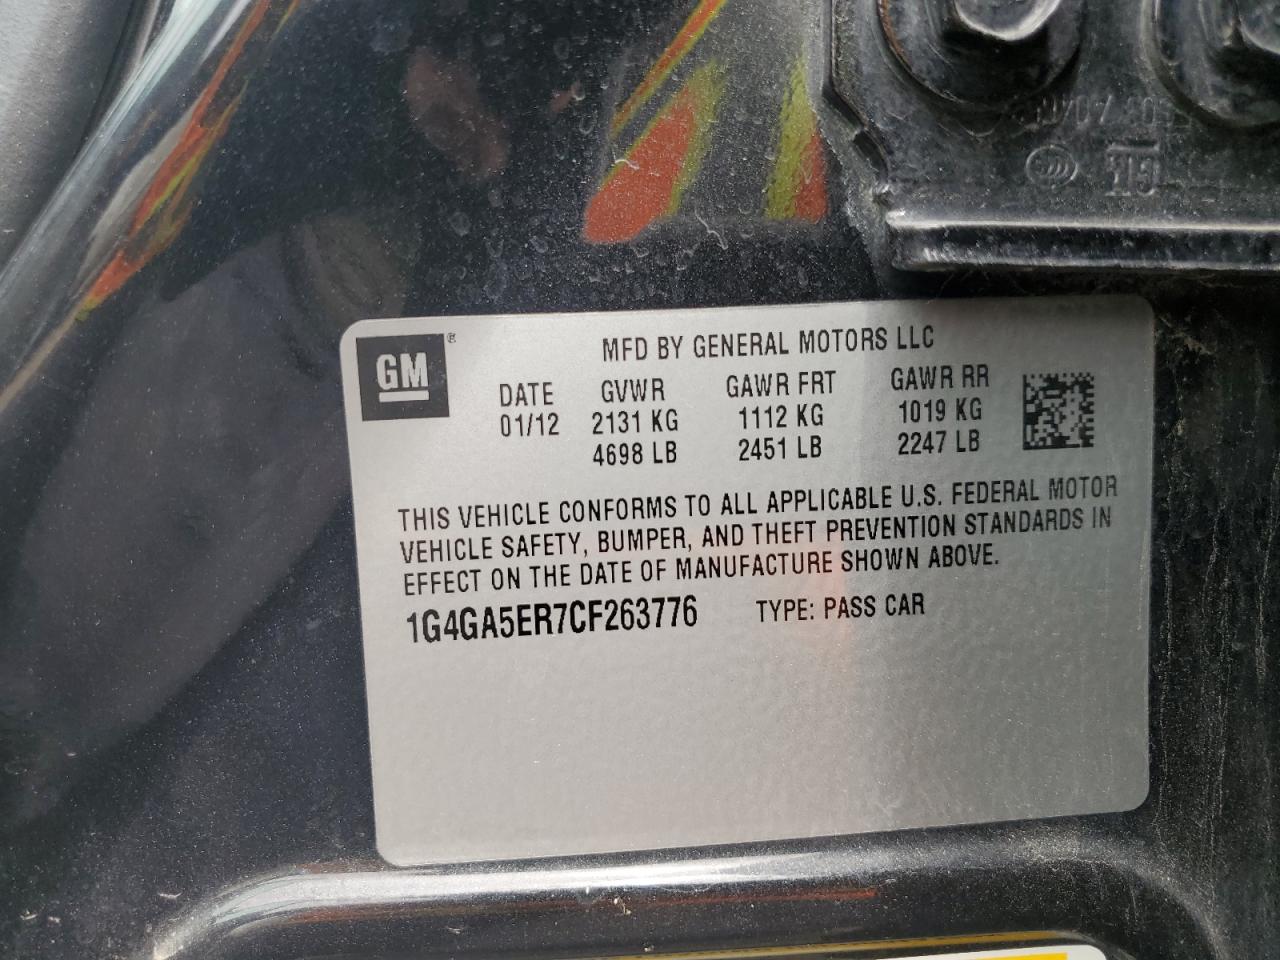 GM ®
MFD BY GENERAL MOTORS LLC
DATE GVWR GAWR FRT GAWR RR
01/12 2131 KG 1112 KG 1019 KG
4698 LB 2451 LB 2247 LB
THIS VEHICLE CONFORMS TO ALL APPLICABLE U.S. FEDERAL MOTOR
VEHICLE SAFETY, BUMPER, AND THEFT PREVENTION STANDARDS IN
EFFECT ON THE DATE OF MANUFACTURE SHOWN ABOVE.
1G4GA5ER7CF263776 TYPE: PASS CAR